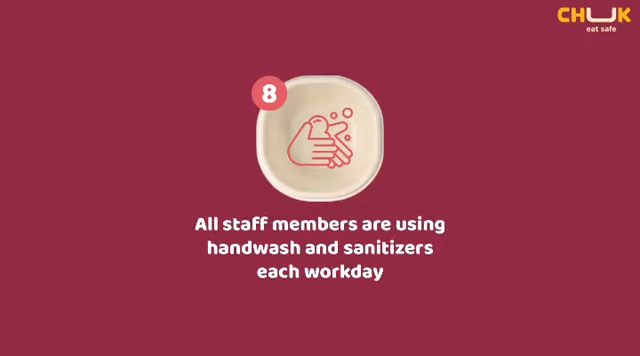 CHUK
eat safe
8
All staff members are using
handwash and sanitizers
each workday